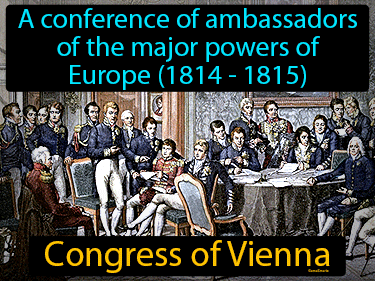 A conference of ambassadors
of the major powers of
Europe (1814 - 1815)
Congress of Vienna